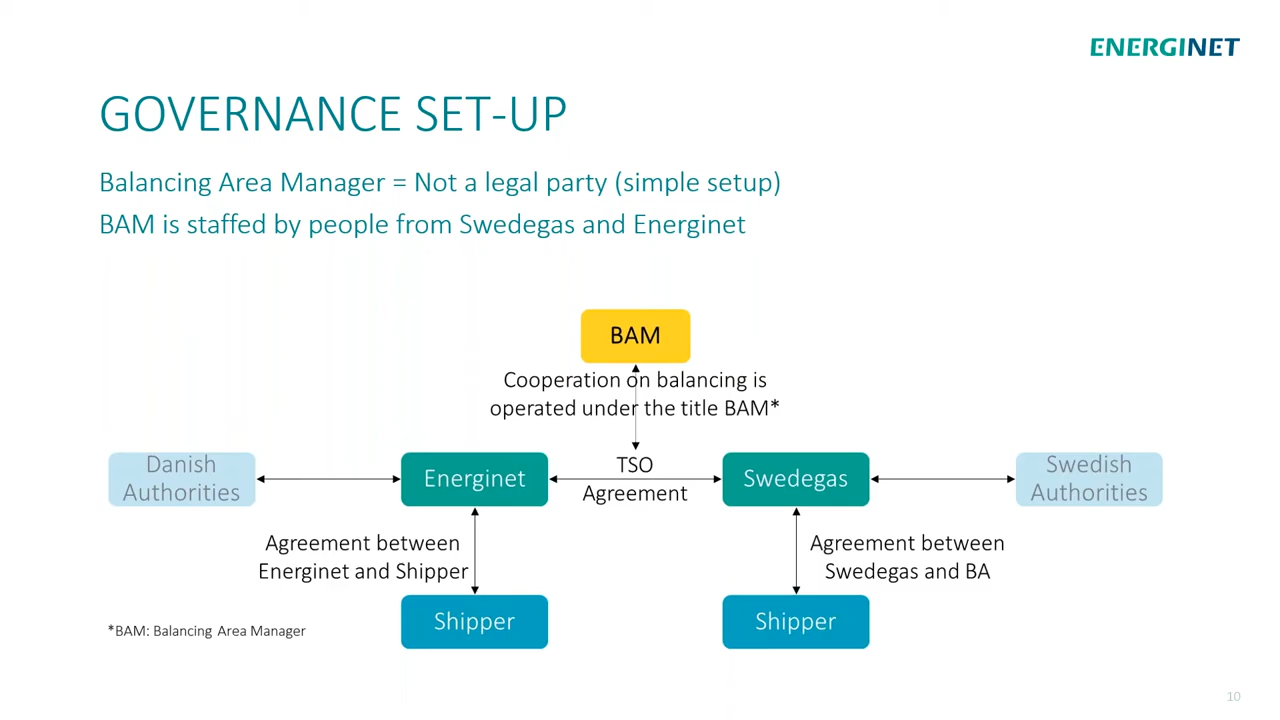 ENERGINET
GOVERNANCE SET-UP
Balancing Area Manager = Not a legal party (simple setup)
BAM is staffed by people from Swedegas and Energinet
BAM
Cooperation on balancing is
operated under the title BAM*
Danish
Authorities
Energinet
TSO
Agreement
Swedegas
Swedish
Authorities
Agreement between
Energinet and Shipper
Agreement between
Swedegas and BA
Shipper
Shipper
*BAM: Balancing Area Manager
10